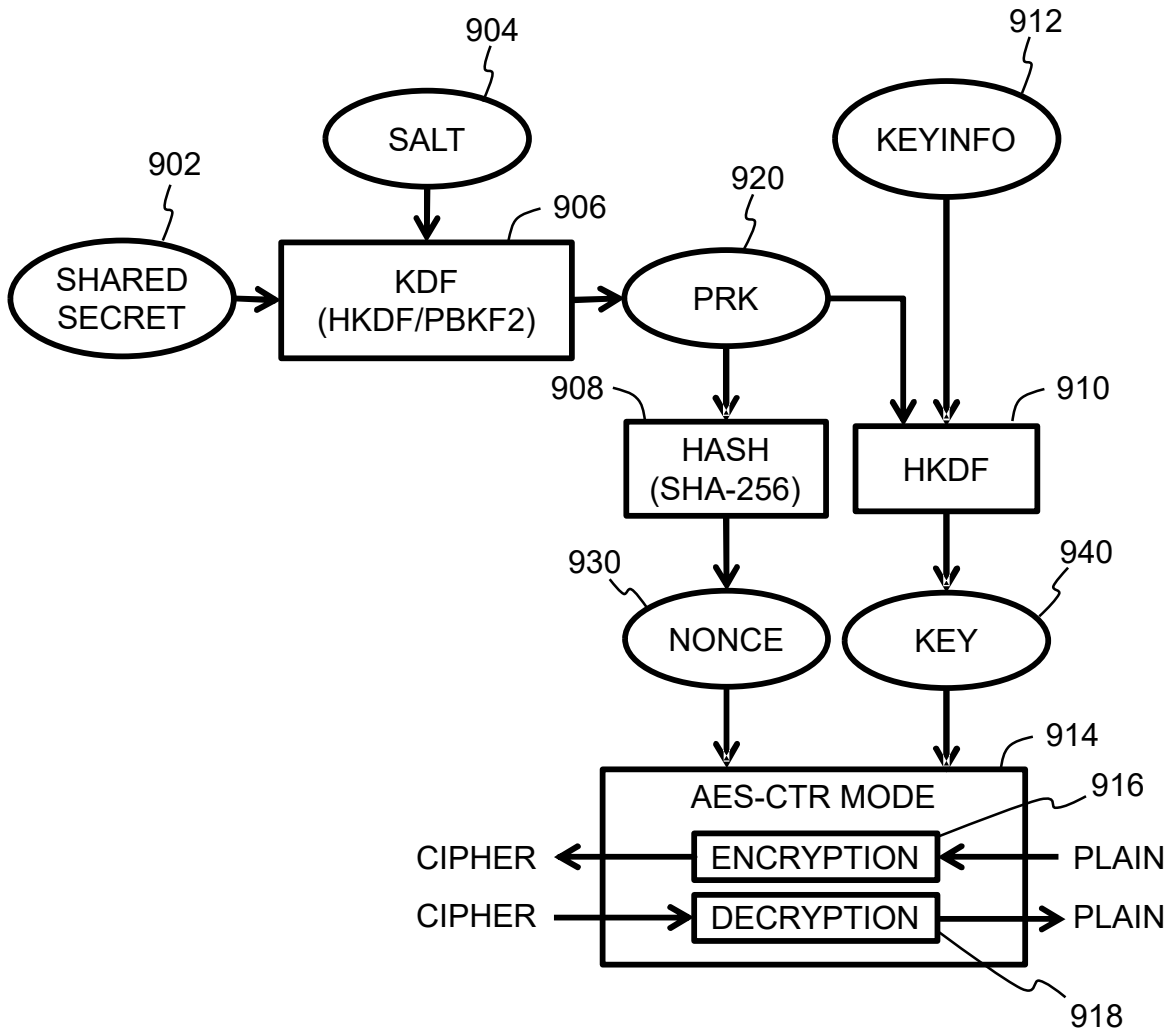 904
912
SALT
KEYINFO
902
920
906
SHARED
SECRET
KDF
(HKDF/PBKF2)
PRK
908
910
HASH
(SHA-256)
HKDF
930
940
NONCE
KEY
914
AES-CTR MODE
916
CIPHER
ENCRYPTION
PLAIN
CIPHER
DECRYPTION
PLAIN
918